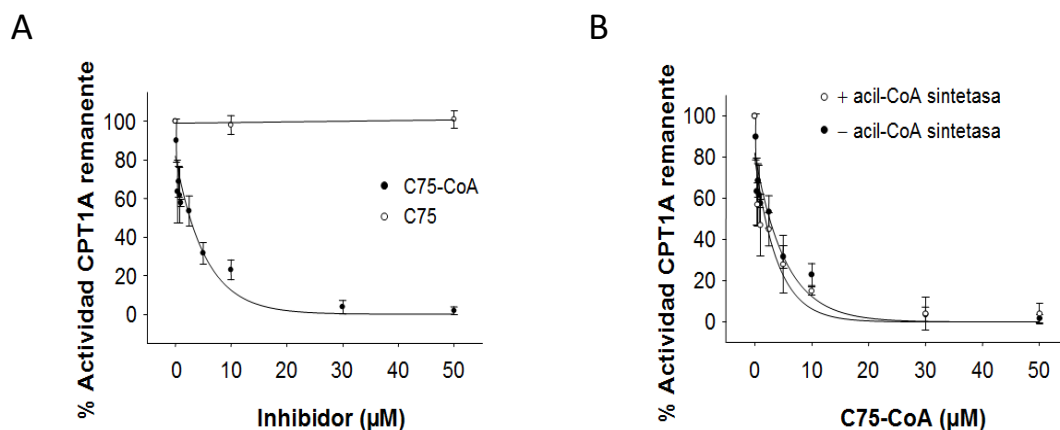 A
% Actividad CPT1A remanente
100
80
60
40
20
0
C75-CoA
C75
0 10 20 30 40 50
Inhibidor (µM)
B
% Actividad CPT1A remanente
100
80
60
40
20
0
+ acil-CoA sintetasa
– acil-CoA sintetasa
0 10 20 30 40 50
C75-CoA (µM)